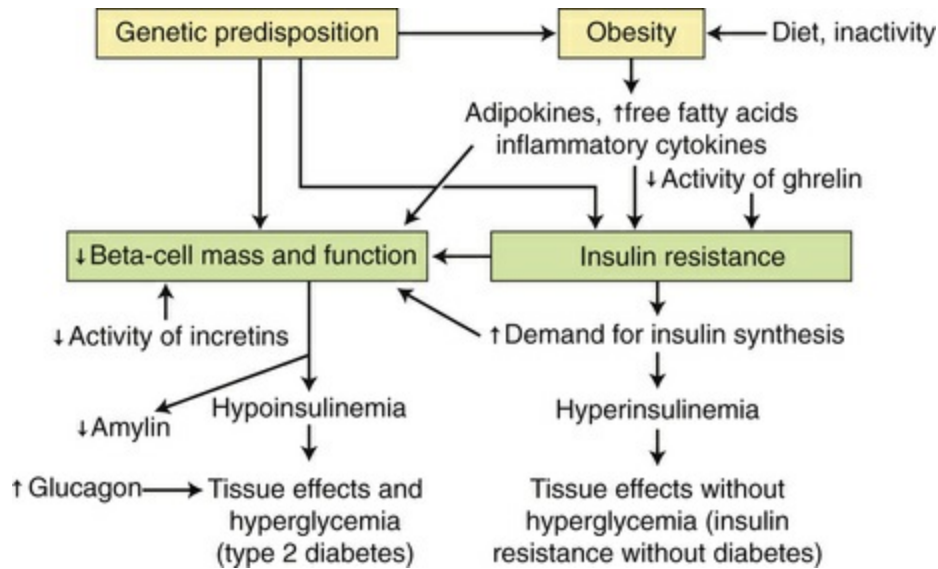 Genetic predisposition
Obesity
Diet, inactivity
Adipokines, ↑free fatty acids
inflammatory cytokines
↓Activity of ghrelin
↓Beta-cell mass and function
Insulin resistance
↓Activity of incretins
↑Demand for insulin synthesis
↓Amylin
Hypoinsulinemia
Hyperinsulinemia
↑Glucagon
Tissue effects and
hyperglycemia
(type 2 diabetes)
Tissue effects without
hyperglycemia (insulin
resistance without diabetes)